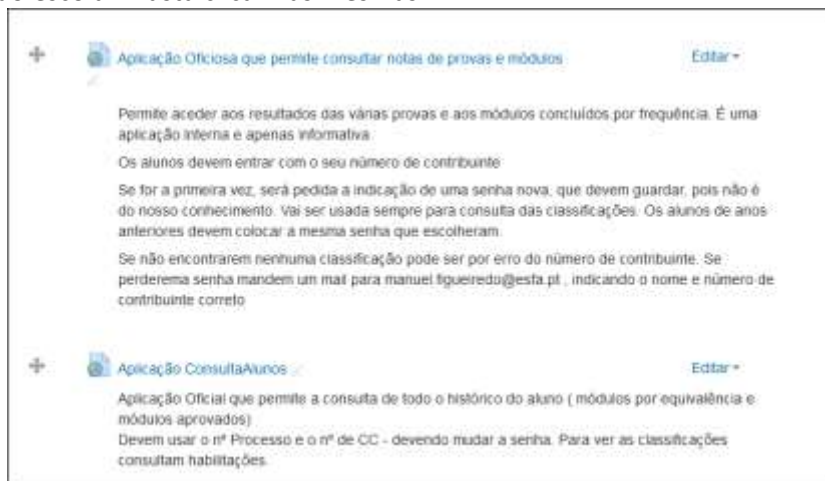 Aplicação Oficiosa que permite consultar notas de provas e módulos Editar
Permite aceder aos resultados das várias provas e aos módulos concluídos por frequência. É uma
aplicação interna e apenas informativa.
Os alunos devem entrar com o seu número de contribuinte
Se for a primeira vez, será pedida a indicação de uma senha nova, que devem guardar, pois não é
do nosso conhecimento. Vai ser usada sempre para consulta das classificações. Os alunos de anos
anteriores devem colocar a mesma senha que escolheram.
Se não encontrarem nenhuma classificação pode ser por erro do número de contribuinte. Se
perderema senha mandem um mail para manuel.figueiredo@esfa.pt , indicando o nome e número de
contribuinte correto
Aplicação ConsultaAlunos Editar
Aplicação Oficial que permite a consulta de todo o histórico do aluno ( módulos por equivalência e
módulos aprovados)
Devem usar o nº Processo e o nº de CC - devendo mudar a senha. Para ver as classificações
consultam habilitações.